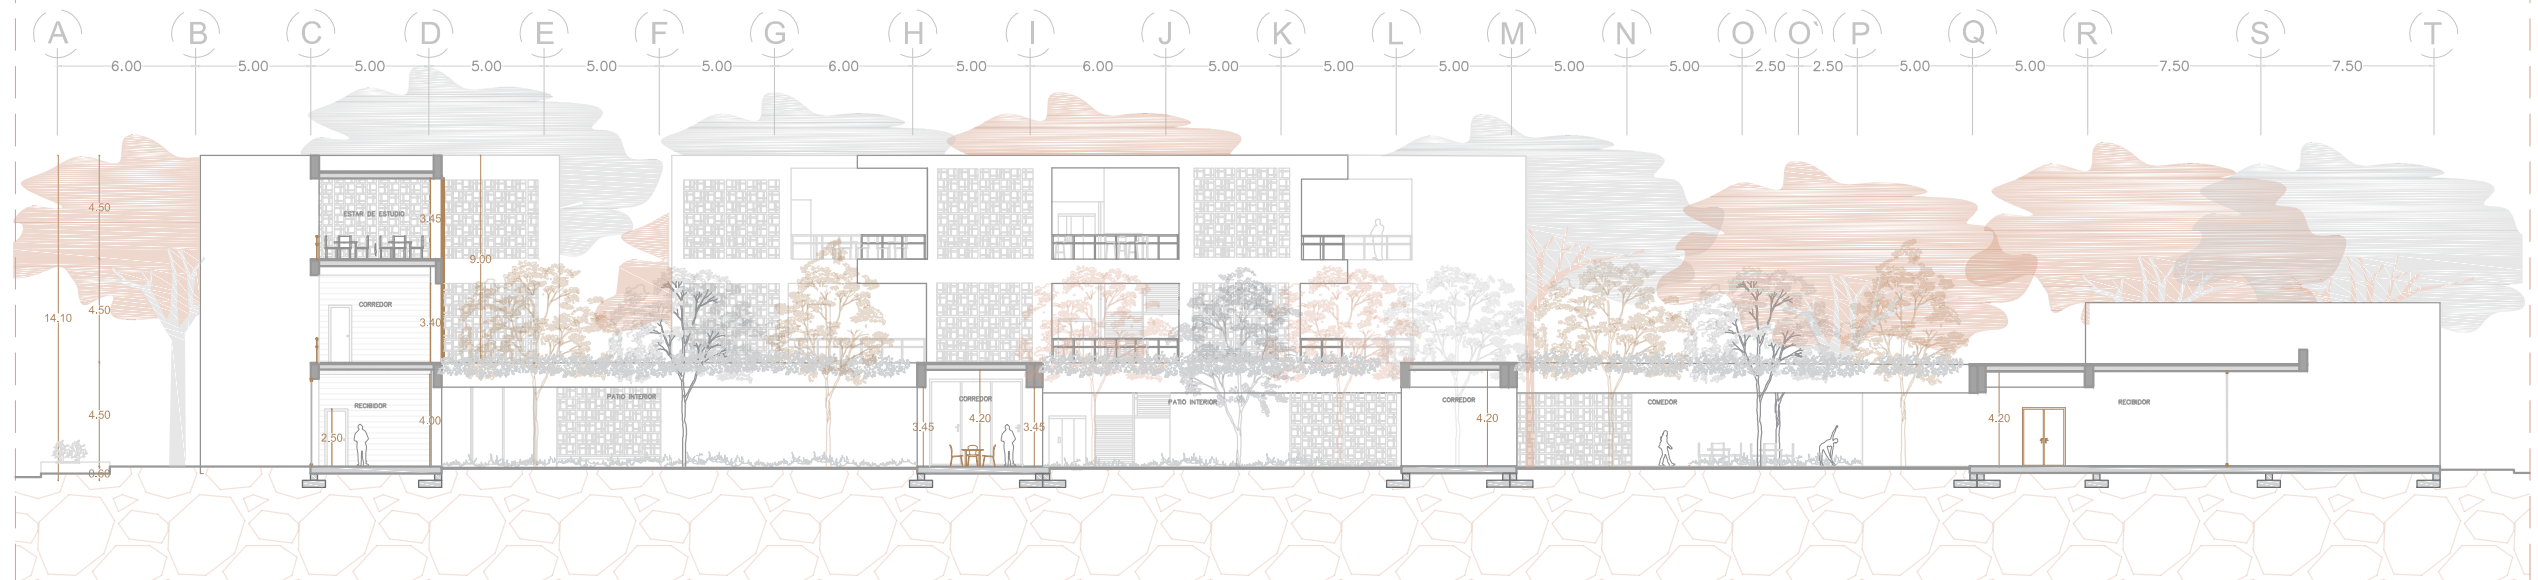 A B C D E F G H I J K L M N O O` P Q R S T
6.00 5.00 5.00 5.00 5.00 5.00 6.00 5.00 6.00 5.00 5.00 5.00 5.00 5.00 2.50 2.50 5.00 5.00 7.50 7.50
4.50
ESTAR DE ESTUDIO
3.45
9.00
CORREDOR
4.50
14.10
3.40
PATIO INTERIOR
CORREDOR
CORREDOR
PATIO INTERIOR
COMEDOR
RECIBIDOR
RECIBIDOR
4.50
4.00
4.20
4.20
4.20
3.45
3.45
2.50
0.60